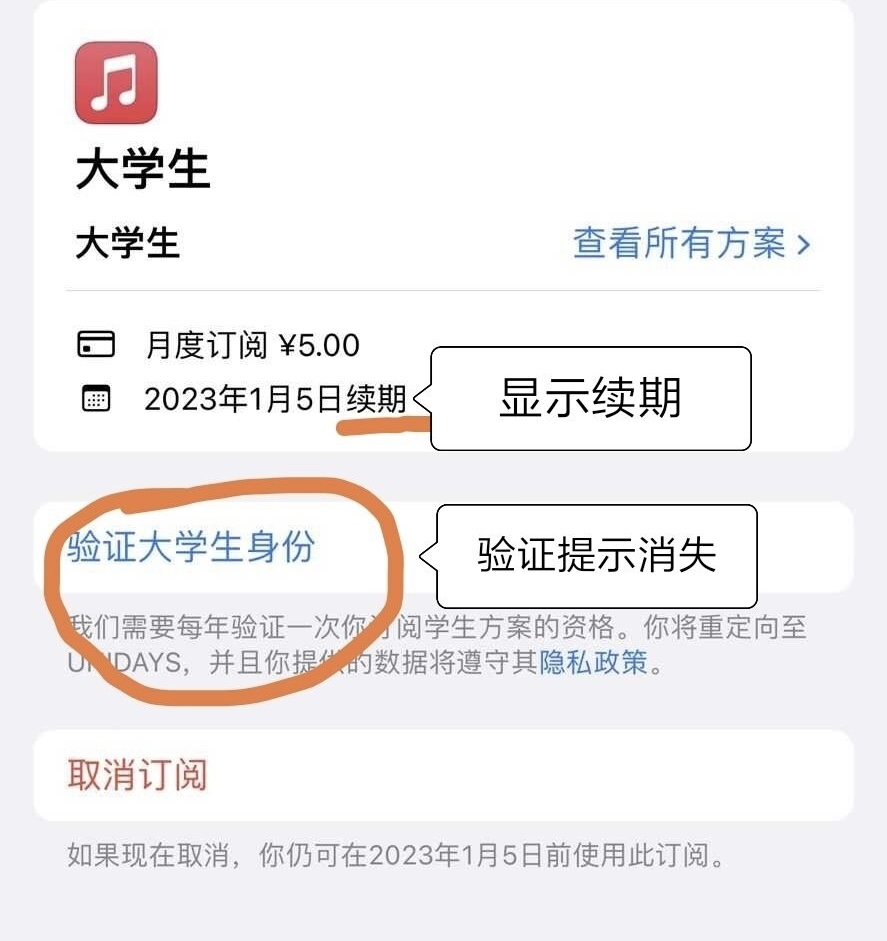 大学生
大学生 查看所有方案
月度订阅 ¥5.00
2023年1月5日续期
显示续期
验证大学生身份
验证提示消失
我们需要每年验证一次你订阅学生方案的资格。你将重定向至
UNiDAYS，并且你提供的数据将遵守其隐私政策。
取消订阅
如果现在取消，你仍可在2023年1月5日前使用此订阅。